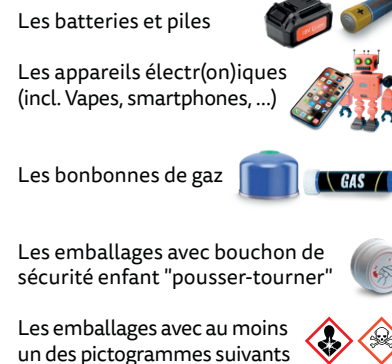 Les batteries et piles
Les appareils électr(on)iques
(incl. Vapes, smartphones, ...)
Les bonbonnes de gaz
GAS
Les emballages avec bouchon de
sécurité enfant "pousser-tourner"
Les emballages avec au moins
un des pictogrammes suivants